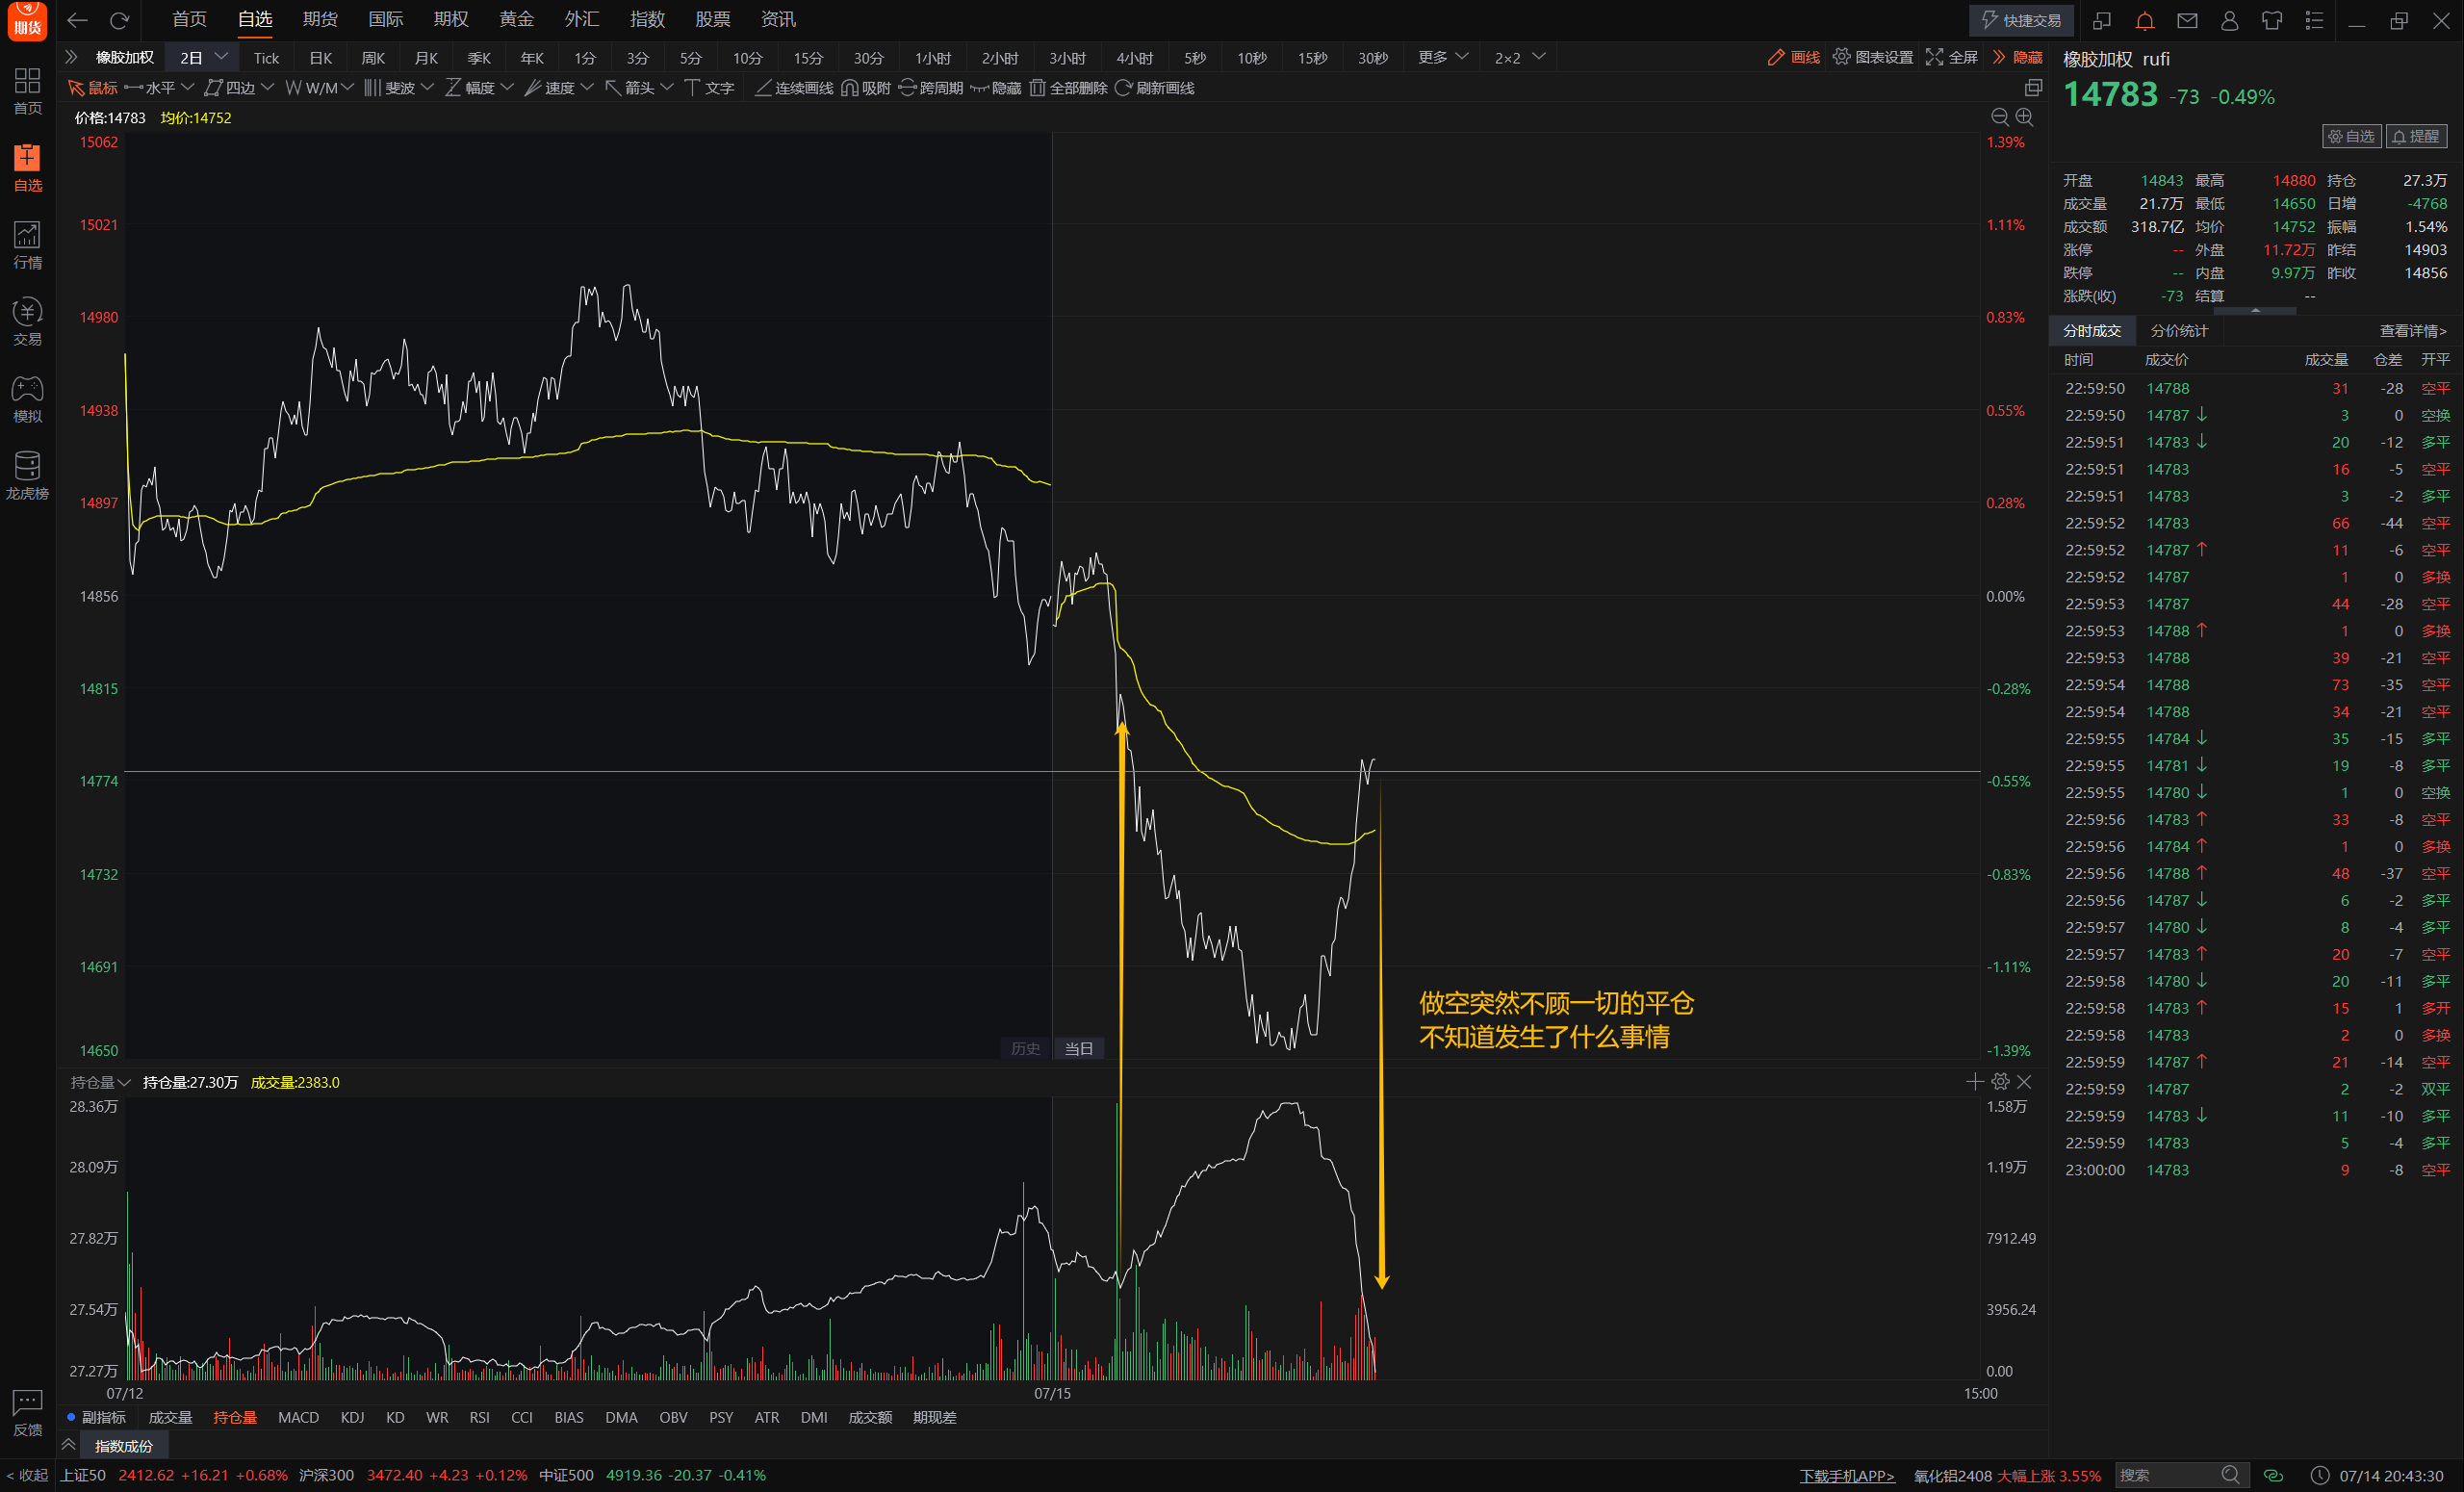 期货 首页 自选 期货 国际 期权 黄金 外汇 指数 股票 资讯 快捷交易
橡胶加权 2日 Tick 日K 周K 月K 季K 年K 1分 3分 5分 10分 15分 30分 1小时 2小时 3小时 4小时 5秒 10秒 15秒 30秒 更多 2×2 画线 图表设置 全屏 隐藏
鼠标 水平 四边 W/M 斐波 幅度 速度 箭头 文字 连续画线 吸附 跨周期 隐藏 全部删除 刷新画线
首页
自选
行情
交易
模拟
龙虎榜
反馈
价格:14783 均价:14752
15062 1.39%
15021 1.11%
14980 0.83%
14938 0.55%
14897 0.28%
14856 0.00%
14815 -0.28%
14774 -0.55%
14732 -0.83%
14691 -1.11%
14650 -1.39%
历史 当日
做空突然不顾一切的平仓
不知道发生了什么事情
持仓量 持仓量:27.30万 成交量:2383.0
28.36万 1.58万
28.09万 1.19万
27.82万 7912.49
27.54万 3956.24
27.27万 0.00
07/12 07/15 15:00
副指标 成交量 持仓量 MACD KDJ KD WR RSI CCI BIAS DMA OBV PSY ATR DMI 成交额 期现差
指数成份
橡胶加权 rufi
14783 -73 -0.49%
自选 提醒
开盘 14843 最高 14880 持仓 27.3万
成交量 21.7万 最低 14650 日增 -4768
成交额 318.7亿 均价 14752 振幅 1.54%
涨停 -- 外盘 11.72万 昨结 14903
跌停 -- 内盘 9.97万 昨收 14856
涨跌(收) -73 结算 --
分时成交 分价统计 查看详情>
时间 成交价 成交量 仓差 开平
22:59:50 14788 31 -28 空平
22:59:50 14787↓ 3 0 空换
22:59:51 14783↓ 20 -12 多平
22:59:51 14783 16 -5 空平
22:59:51 14783 3 -2 多平
22:59:52 14783 66 -44 空平
22:59:52 14787↑ 11 -6 空平
22:59:52 14787 1 0 多换
22:59:53 14787 44 -28 空平
22:59:53 14788↑ 1 0 多换
22:59:53 14788 39 -21 空平
22:59:54 14788 73 -35 空平
22:59:54 14788 34 -21 空平
22:59:55 14784↓ 35 -15 多平
22:59:55 14781↓ 19 -8 多平
22:59:55 14780↓ 1 0 空换
22:59:56 14783↑ 33 -8 空平
22:59:56 14784↑ 1 0 多换
22:59:56 14788↑ 48 -37 空平
22:59:56 14787↓ 6 -2 多平
22:59:57 14780↓ 8 -4 多平
22:59:57 14783↑ 20 -7 空平
22:59:58 14780↓ 20 -11 多平
22:59:58 14783↑ 15 1 多开
22:59:58 14783 2 0 多换
22:59:59 14787↑ 21 -14 空平
22:59:59 14787 2 -2 双平
22:59:59 14783↓ 11 -10 多平
22:59:59 14783 5 -4 多平
23:00:00 14783 9 -8 空平
< 收起 上证50 2412.62 +16.21 +0.68% 沪深300 3472.40 +4.23 +0.12% 中证500 4919.36 -20.37 -0.41% 下载手机APP> 氧化铝2408 大幅上涨 3.55% 搜索 07/14 20:43:30